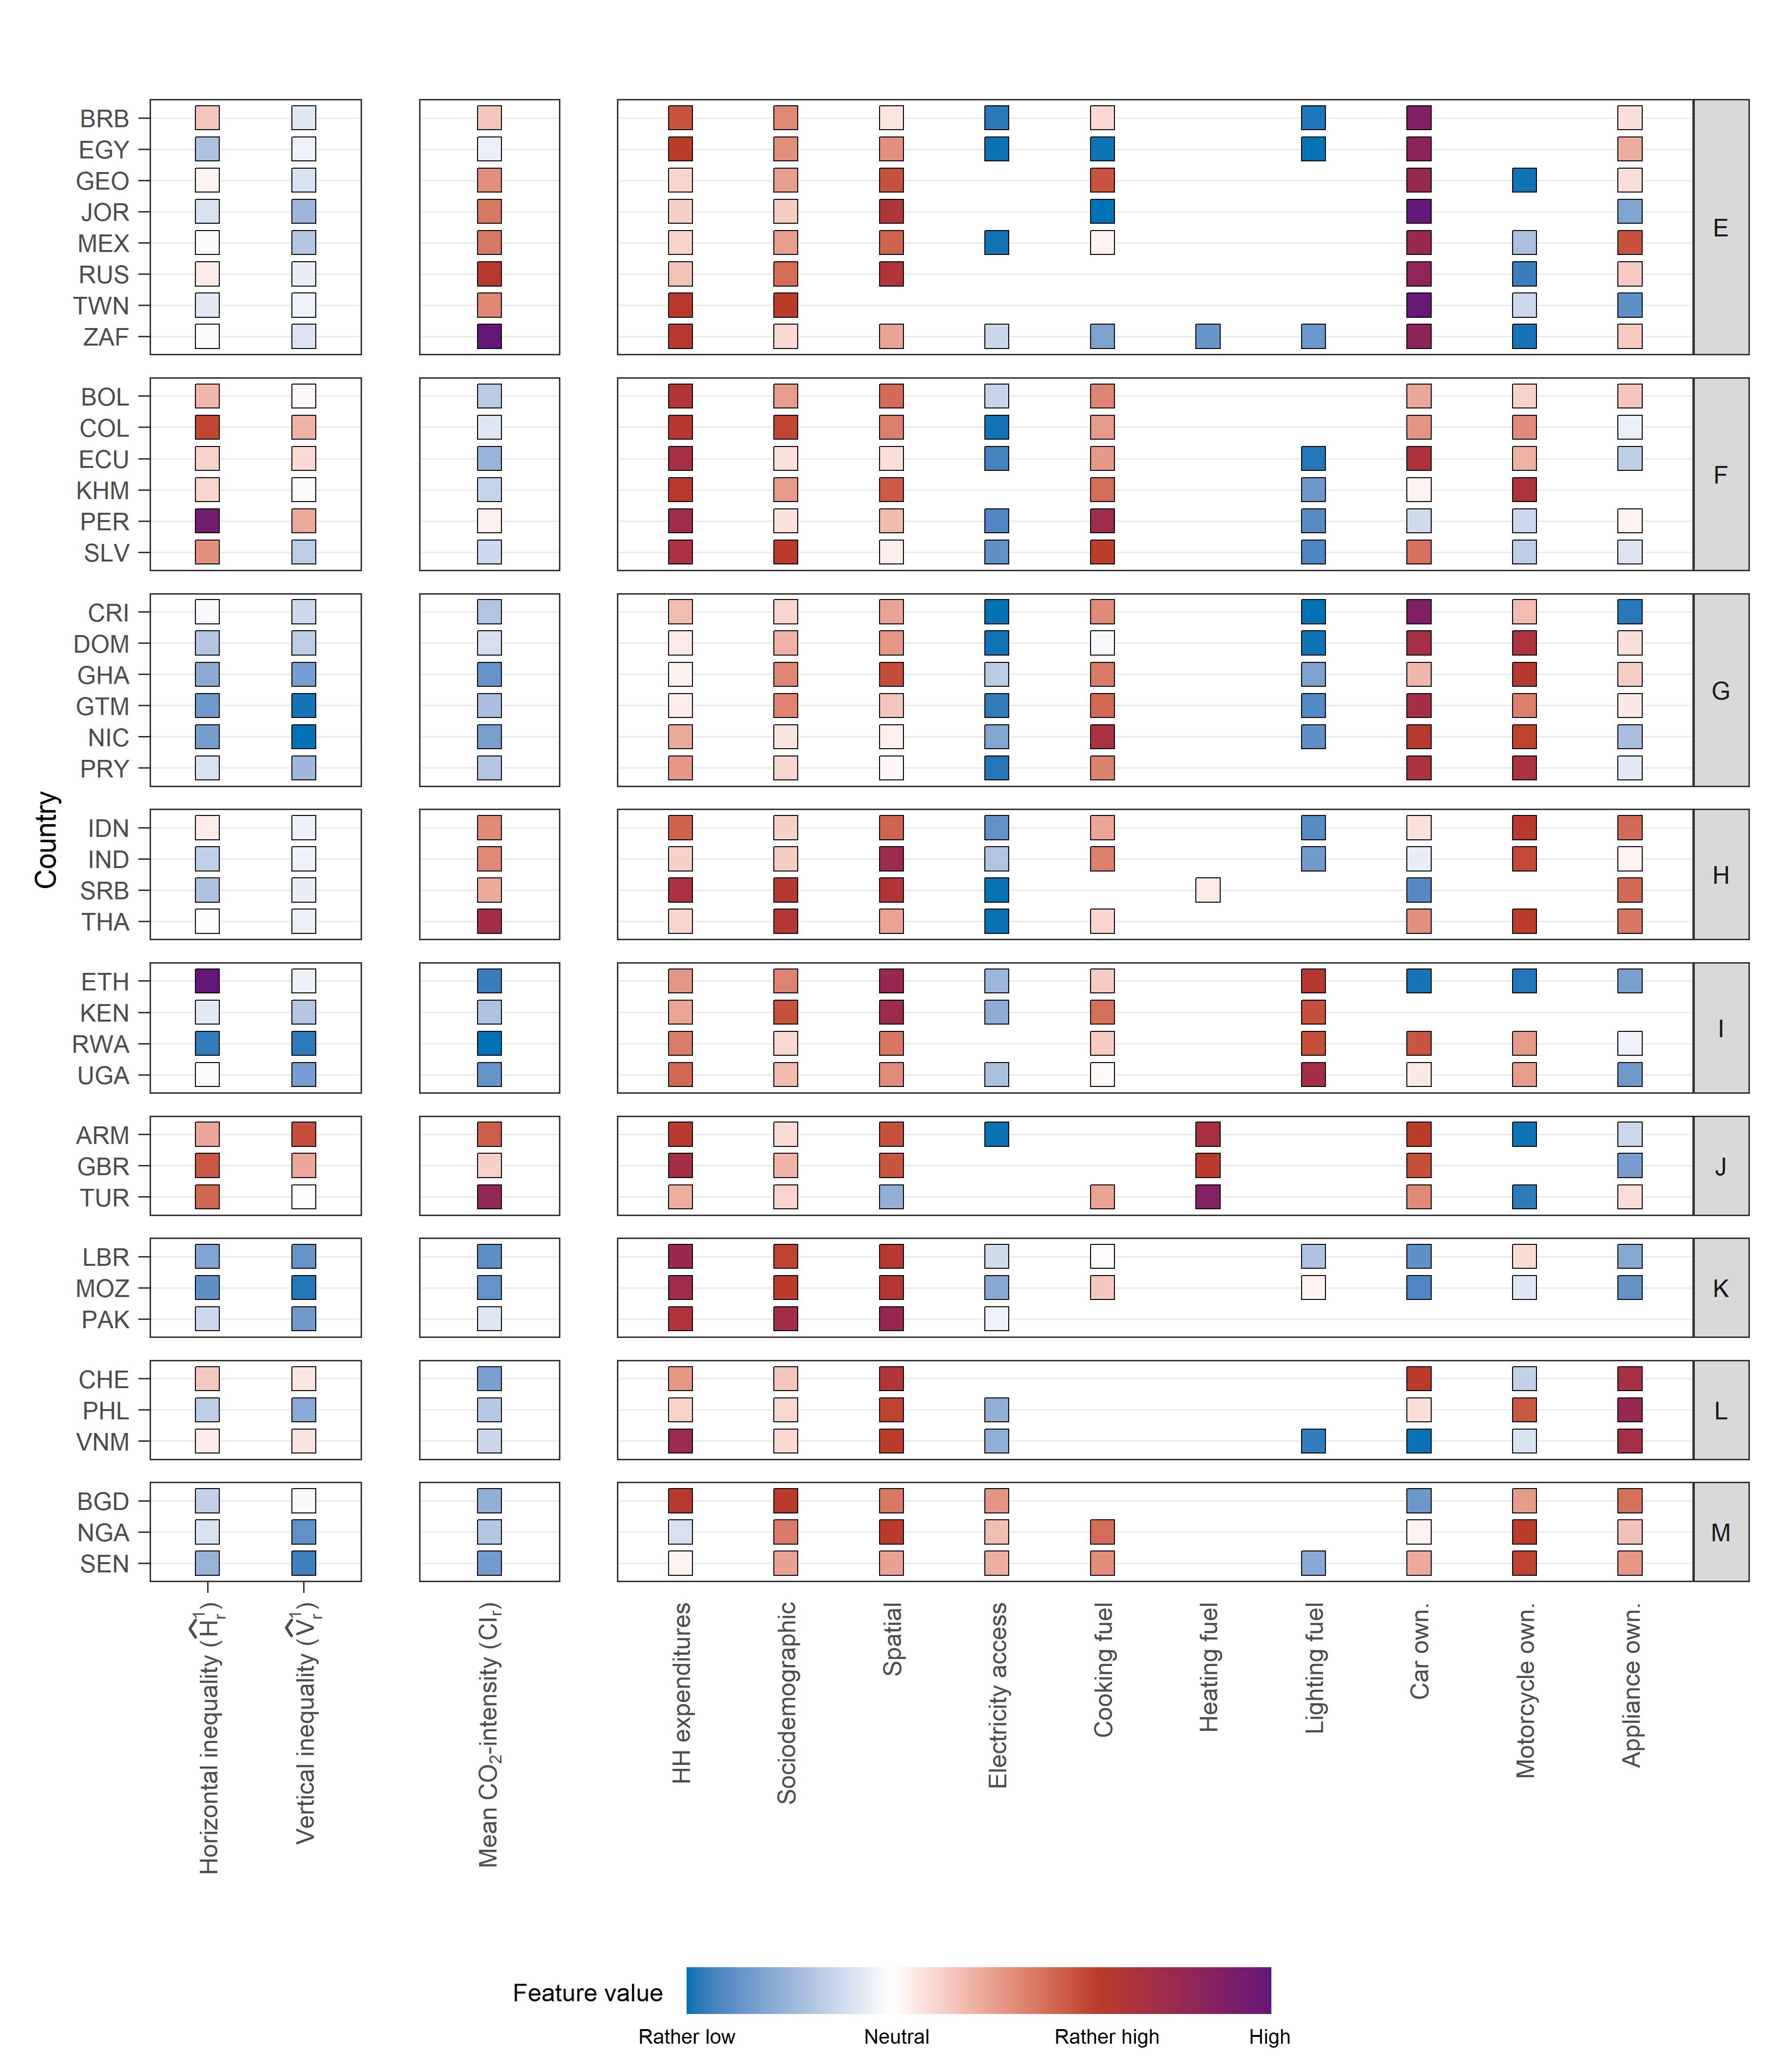 Country
BRB
EGY
GEO
JOR
MEX
RUS
TWN
ZAF
E
BOL
COL
ECU
KHM
PER
SLV
F
CRI
DOM
GHA
GTM
NIC
PRY
G
IDN
IND
SRB
THA
H
ETH
KEN
RWA
UGA
I
ARM
GBR
TUR
J
LBR
MOZ
PAK
K
CHE
PHL
VNM
L
BGD
NGA
SEN
M
Horizontal inequality (Ĥ¹ᵣ)
Vertical inequality (V̂¹ᵣ)
Mean CO₂-intensity (CIᵣ)
HH expenditures
Sociodemographic
Spatial
Electricity access
Cooking fuel
Heating fuel
Lighting fuel
Car own.
Motorcycle own.
Appliance own.
Feature value
Rather low Neutral Rather high High